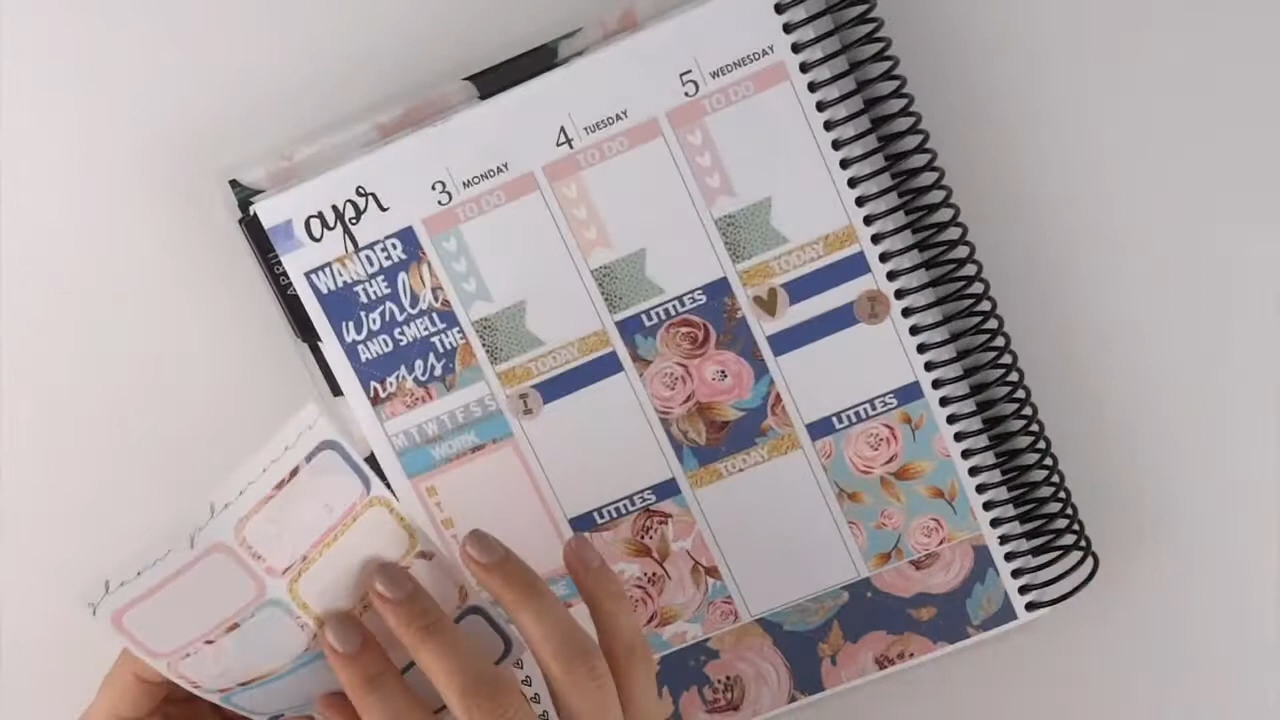 apr
3 MONDAY
4 TUESDAY
5 WEDNESDAY
TO DO
TO DO
TO DO
WANDER
THE
world
AND SMELL
THE
roses.
M T W T F S S
WORK
M
T
W
TODAY
LITTLES
LITTLES
TODAY
TODAY
LITTLES
APRIL